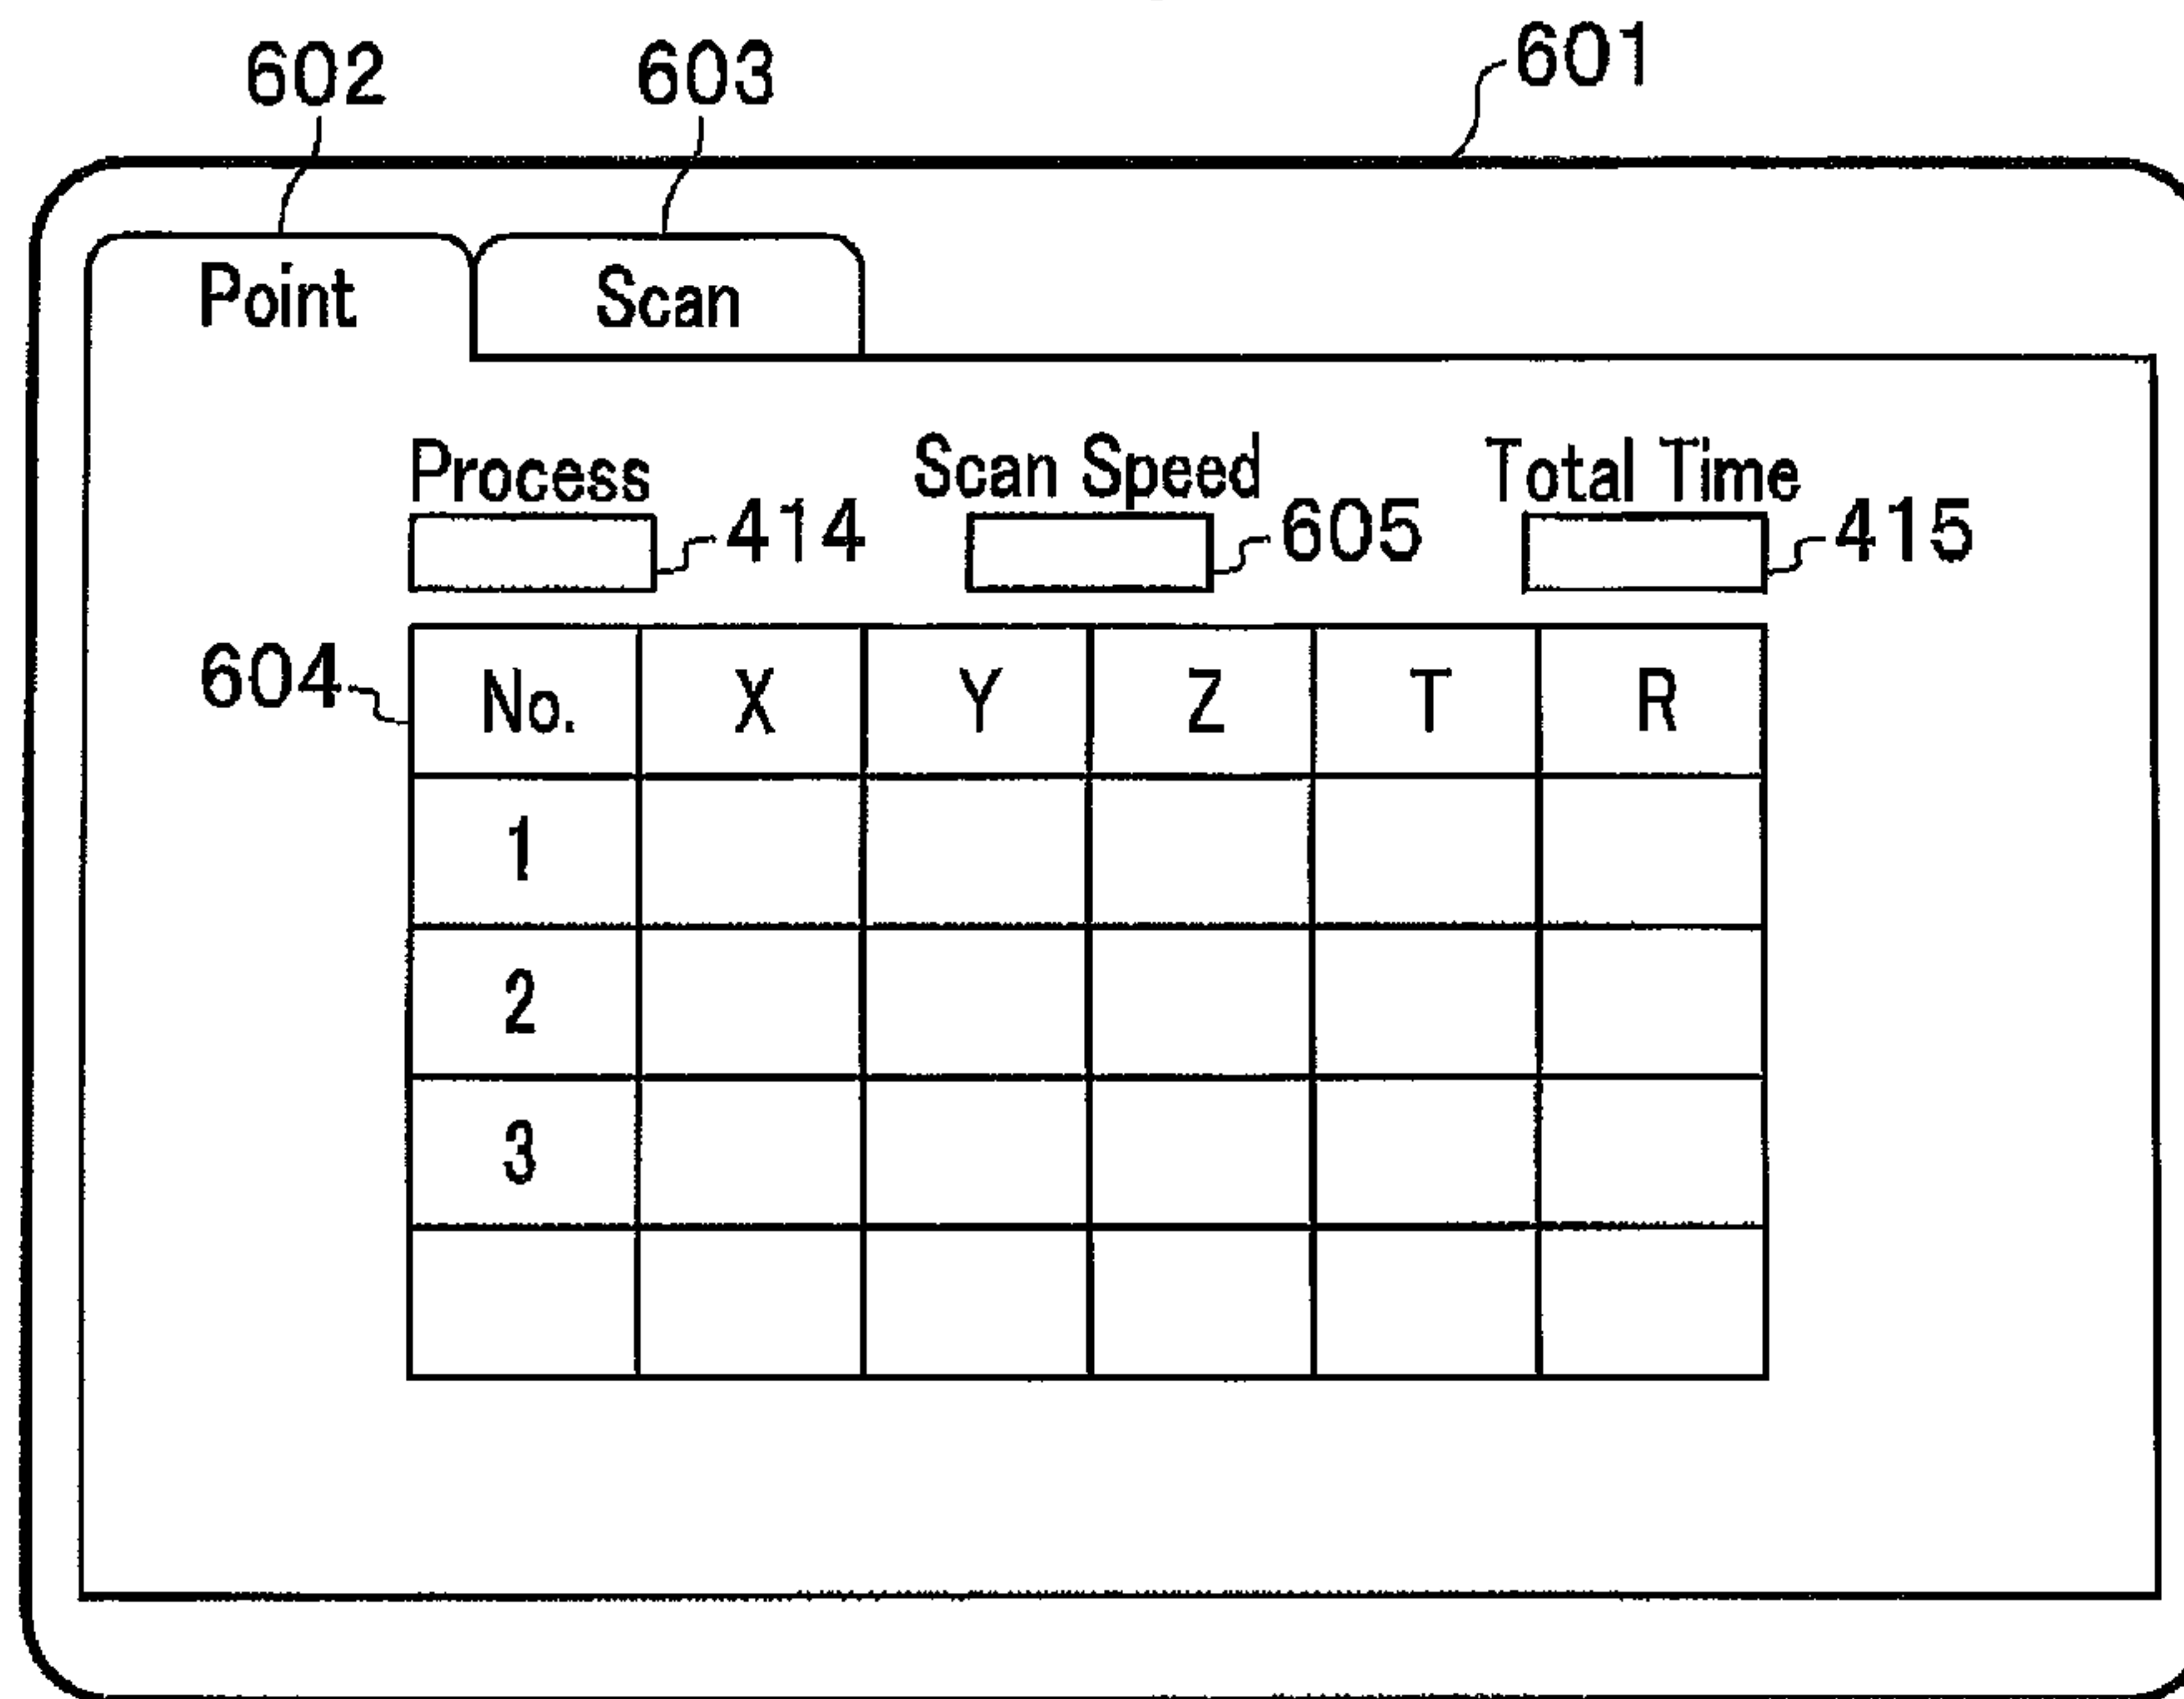 602 603 601
Point Scan
Process Scan Speed Total Time
414 605 415
604 No. X Y Z T R
1
2
3